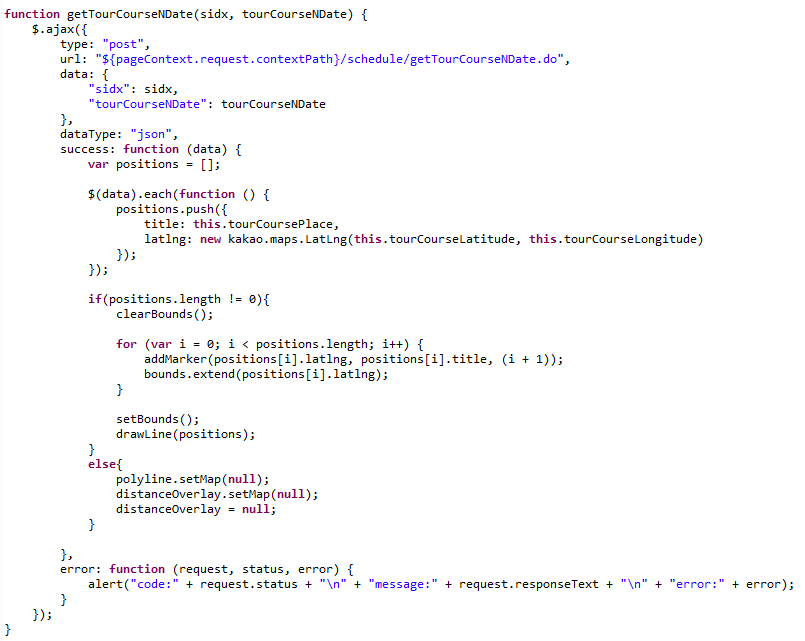 function getTourCourseNDate(sidx, tourCourseNDate) {
    $.ajax({
        type: "post",
        url: "${pageContext.request.contextPath}/schedule/getTourCourseNDate.do",
        data: {
            "sidx": sidx,
            "tourCourseNDate": tourCourseNDate
        },
        dataType: "json",
        success: function (data) {
            var positions = [];

            $(data).each(function () {
                positions.push({
                    title: this.tourCoursePlace,
                    latlng: new kakao.maps.LatLng(this.tourCourseLatitude, this.tourCourseLongitude)
                });
            });

            if(positions.length != 0){
                clearBounds();

                for (var i = 0; i < positions.length; i++) {
                    addMarker(positions[i].latlng, positions[i].title, (i + 1));
                    bounds.extend(positions[i].latlng);
                }

                setBounds();
                drawLine(positions);
            }
            else{
                polyline.setMap(null);
                distanceOverlay.setMap(null);
                distanceOverlay = null;
            }

        },
        error: function (request, status, error) {
            alert("code:" + request.status + "\n" + "message:" + request.responseText + "\n" + "error:" + error);
        }
    });
}